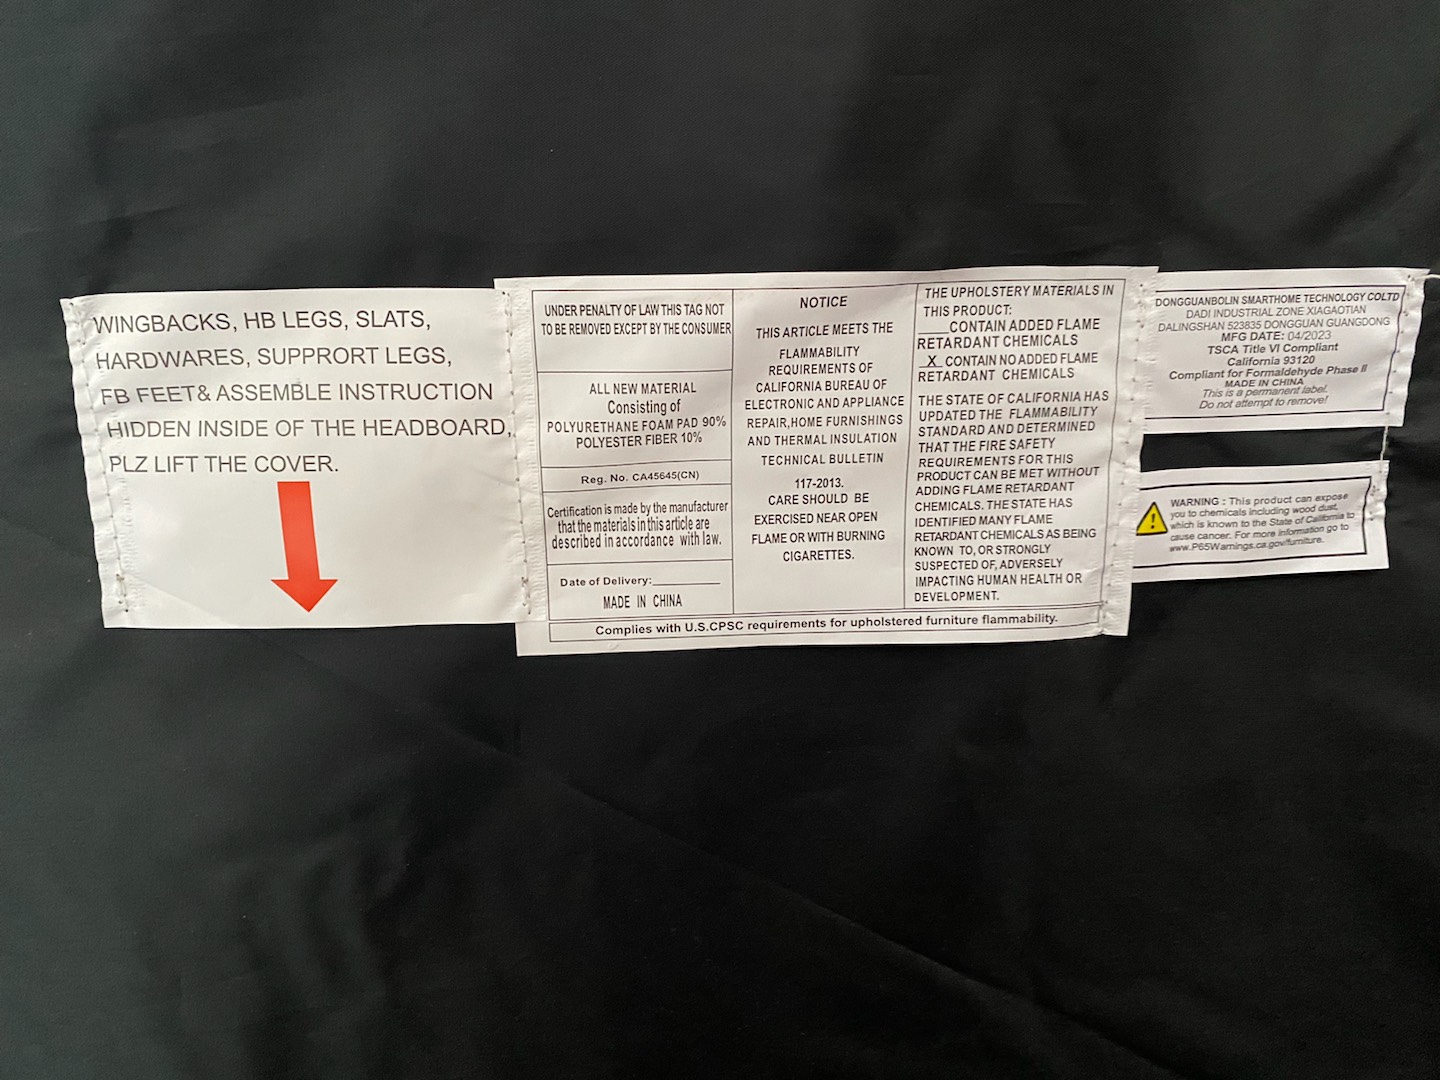 WINGBACKS, HB LEGS, SLATS,
HARDWARES, SUPPRORT LEGS,
FB FEET& ASSEMBLE INSTRUCTION
HIDDEN INSIDE OF THE HEADBOARD,
PLZ LIFT THE COVER.
UNDER PENALTY OF LAW THIS TAG NOT
TO BE REMOVED EXCEPT BY THE CONSUMER
ALL NEW MATERIAL
Consisting of
POLYURETHANE FOAM PAD 90%
POLYESTER FIBER 10%
Reg. No. CA45645(CN)
Certification is made by the manufacturer
that the materials in this article are
described in accordance with law.
Date of Delivery:__________
MADE IN CHINA
NOTICE
THIS ARTICLE MEETS THE
FLAMMABILITY
REQUIREMENTS OF
CALIFORNIA BUREAU OF
ELECTRONIC AND APPLIANCE
REPAIR,HOME FURNISHINGS
AND THERMAL INSULATION
TECHNICAL BULLETIN
117-2013.
CARE SHOULD BE
EXERCISED NEAR OPEN
FLAME OR WITH BURNING
CIGARETTES.
THE UPHOLSTERY MATERIALS IN
THIS PRODUCT:
____CONTAIN ADDED FLAME
RETARDANT CHEMICALS
_X_CONTAIN NO ADDED FLAME
RETARDANT CHEMICALS
THE STATE OF CALIFORNIA HAS
UPDATED THE FLAMMABILITY
STANDARD AND DETERMINED
THAT THE FIRE SAFETY
REQUIREMENTS FOR THIS
PRODUCT CAN BE MET WITHOUT
ADDING FLAME RETARDANT
CHEMICALS. THE STATE HAS
IDENTIFIED MANY FLAME
RETARDANT CHEMICALS AS BEING
KNOWN TO, OR STRONGLY
SUSPECTED OF, ADVERSELY
IMPACTING HUMAN HEALTH OR
DEVELOPMENT.
Complies with U.S.CPSC requirements for upholstered furniture flammability.
DONGGUANBOLIN SMARTHOME TECHNOLOGY COLTD
DADI INDUSTRIAL ZONE XIAGAOTIAN
DALINGSHAN 523835 DONGGUAN GUANGDONG
MFG DATE: 04/2023
TSCA Title VI Compliant
California 93120
Compliant for Formaldehyde Phase II
MADE IN CHINA
This is a permanent label.
Do not attempt to remove!
WARNING : This product can expose
you to chemicals including wood dust,
which is known to the State of California to
cause cancer. For more information go to
www.P65Warnings.ca.gov/furniture.